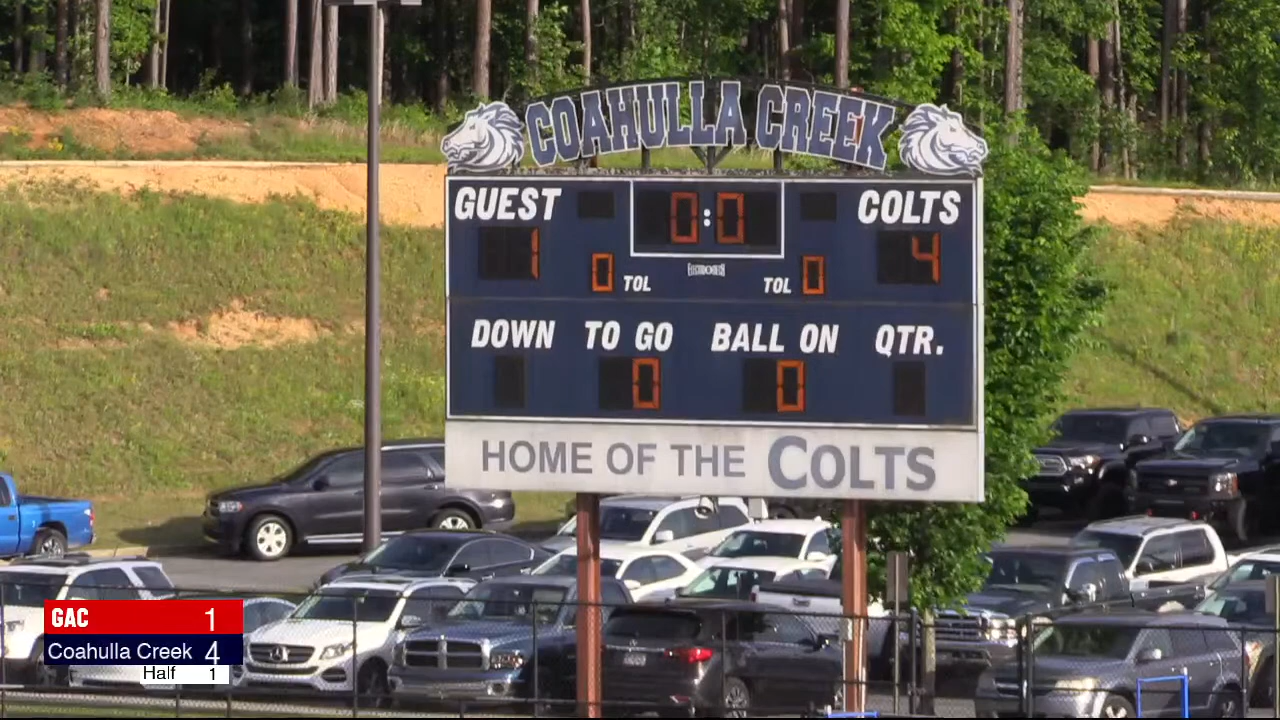 COAHULLA CREEK
GUEST 0:0 COLTS
1 0 TOL TOL 0 4
DOWN TO GO BALL ON QTR.
0 0
HOME OF THE COLTS
GAC 1
Coahulla Creek 4
Half 1